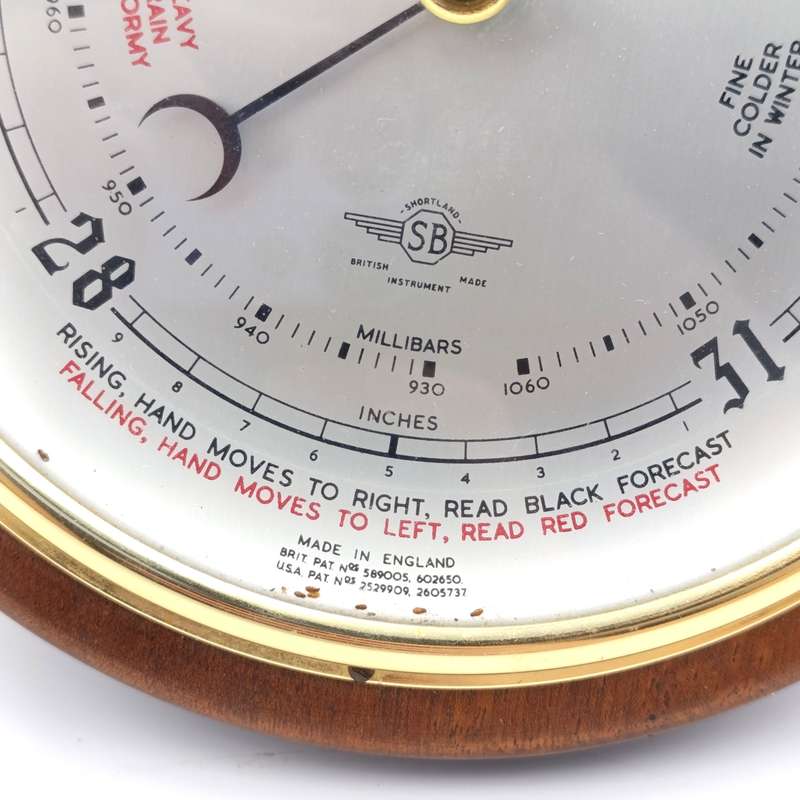 960
HEAVY
RAIN
STORMY
FINE
COLDER
IN WINTER
950
SHORTLAND
SB
BRITISH INSTRUMENT MADE
940
MILLIBARS
930
1060
1050
1
28
31
INCHES
9 8 7 6 5 4 3 2 1
RISING, HAND MOVES TO RIGHT, READ BLACK FORECAST
FALLING, HAND MOVES TO LEFT, READ RED FORECAST
MADE IN ENGLAND
BRIT. PAT. Nos 589005, 602650.
U.S.A. PAT. Nos 2529909, 2605737